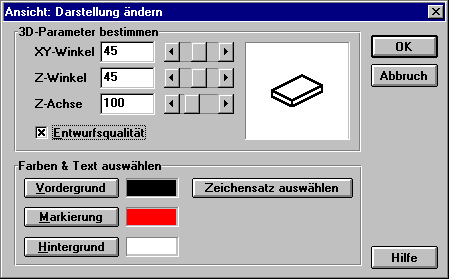 Ansicht: Darstellung ändern
3D-Parameter bestimmen
XY-Winkel 45
Z-Winkel 45
Z-Achse 100
Entwurfsqualität
OK
Abbruch
Farben & Text auswählen
Vordergrund Zeichensatz auswählen
Markierung
Hintergrund
Hilfe